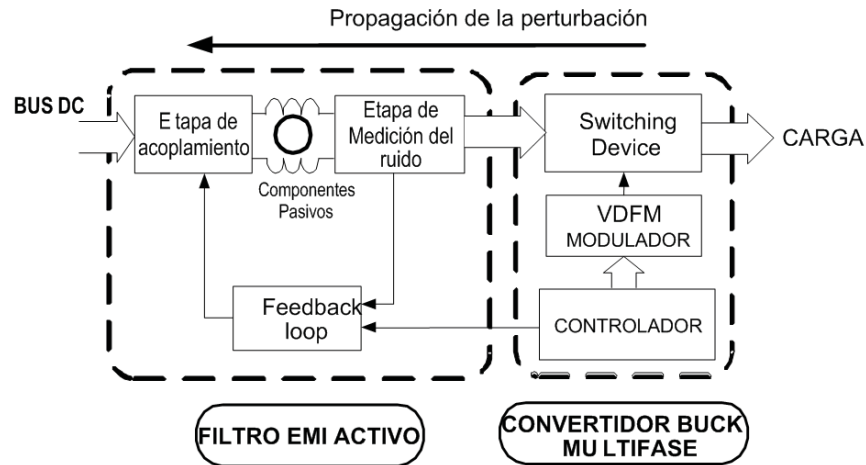 Propagación de la perturbación
BUS DC
E tapa de
acoplamiento
Componentes
Pasivos
Etapa de
Medición del
ruido
Switching
Device
CARGA
VDFM
MODULADOR
Feedback
loop
CONTROLADOR
FILTRO EMI ACTIVO
CONVERTIDOR BUCK
MU LTIFASE